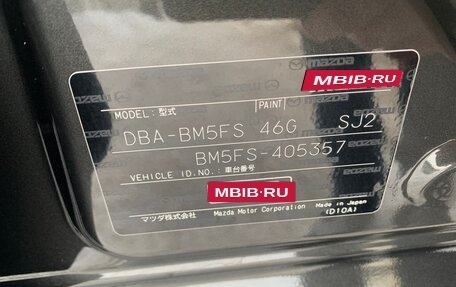 mazda
MBIB.RU
MODEL:型式
PAINT
DBA-BM5FS 46G SJ2
BM5FS-405357
VEHICLE ID.NO.:車台番号
MBIB.RU
マツダ株式会社 Mazda Motor Corporation Made in Japan
(D10A)